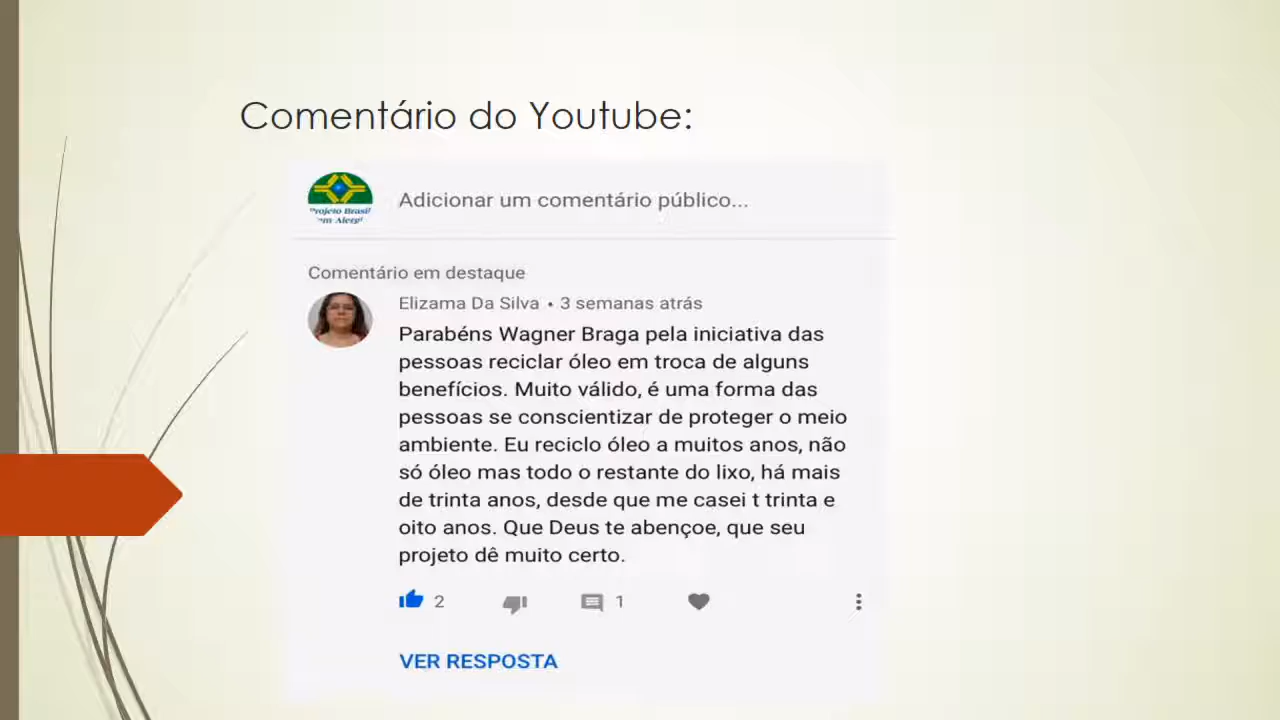 Comentário do Youtube:
Projeto Brasil
Adicionar um comentário público...
Comentário em destaque
Elizama Da Silva • 3 semanas atrás
Parabéns Wagner Braga pela iniciativa das
pessoas reciclar óleo em troca de alguns
benefícios. Muito válido, é uma forma das
pessoas se conscientizar de proteger o meio
ambiente. Eu reciclo óleo a muitos anos, não
só óleo mas todo o restante do lixo, há mais
de trinta anos, desde que me casei t trinta e
oito anos. Que Deus te abençoe, que seu
projeto dê muito certo.
2 1
VER RESPOSTA